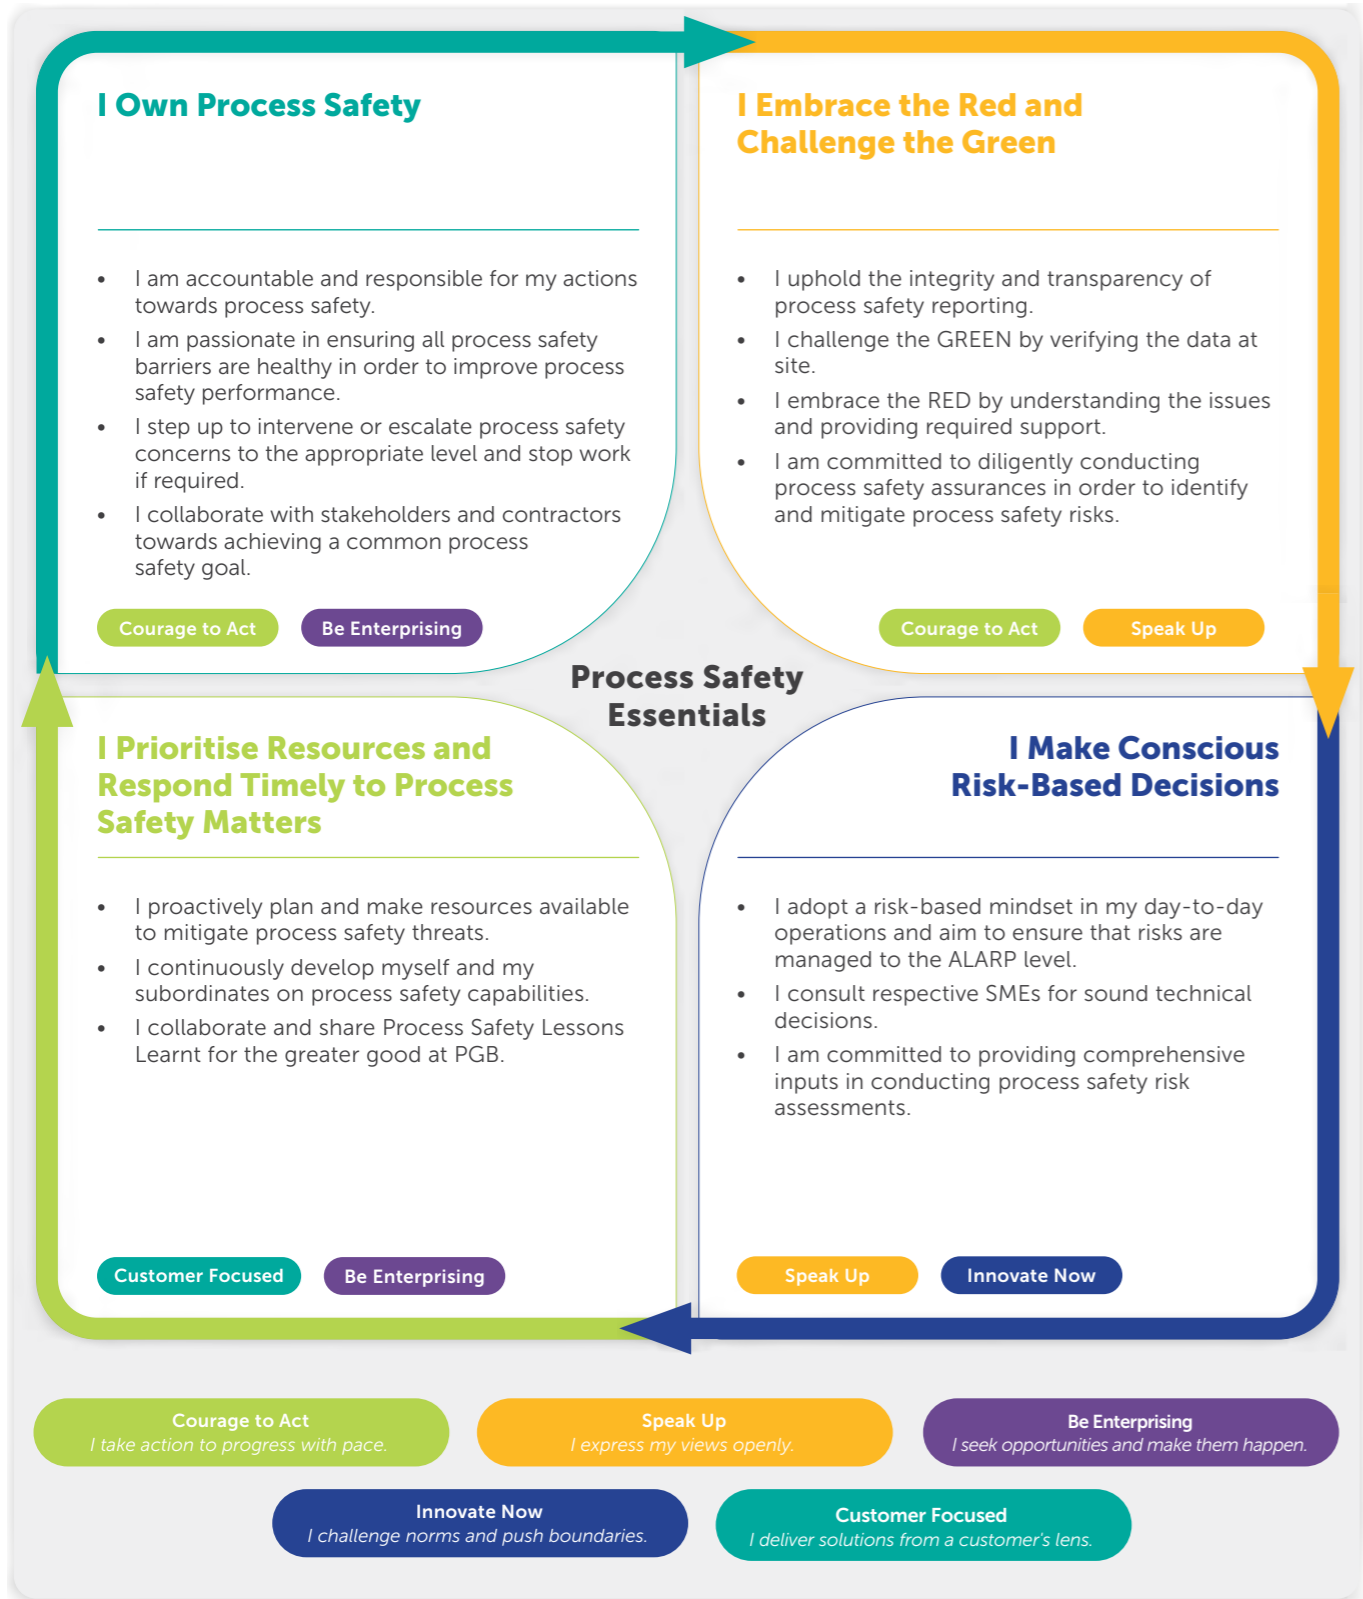 I Own Process Safety
• I am accountable and responsible for my actions
towards process safety.
• I am passionate in ensuring all process safety
barriers are healthy in order to improve process
safety performance.
• I step up to intervene or escalate process safety
concerns to the appropriate level and stop work
if required.
• I collaborate with stakeholders and contractors
towards achieving a common process
safety goal.
Courage to Act
Be Enterprising
I Embrace the Red and
Challenge the Green
• I uphold the integrity and transparency of
process safety reporting.
• I challenge the GREEN by verifying the data at
site.
• I embrace the RED by understanding the issues
and providing required support.
• I am committed to diligently conducting
process safety assurances in order to identify
and mitigate process safety risks.
Courage to Act
Speak Up
Process Safety
Essentials
I Prioritise Resources and
Respond Timely to Process
Safety Matters
• I proactively plan and make resources available
to mitigate process safety threats.
• I continuously develop myself and my
subordinates on process safety capabilities.
• I collaborate and share Process Safety Lessons
Learnt for the greater good at PGB.
Customer Focused
Be Enterprising
I Make Conscious
Risk-Based Decisions
• I adopt a risk-based mindset in my day-to-day
operations and aim to ensure that risks are
managed to the ALARP level.
• I consult respective SMEs for sound technical
decisions.
• I am committed to providing comprehensive
inputs in conducting process safety risk
assessments.
Speak Up
Innovate Now
Courage to Act
I take action to progress with pace.
Speak Up
I express my views openly.
Be Enterprising
I seek opportunities and make them happen.
Innovate Now
I challenge norms and push boundaries.
Customer Focused
I deliver solutions from a customer's lens.